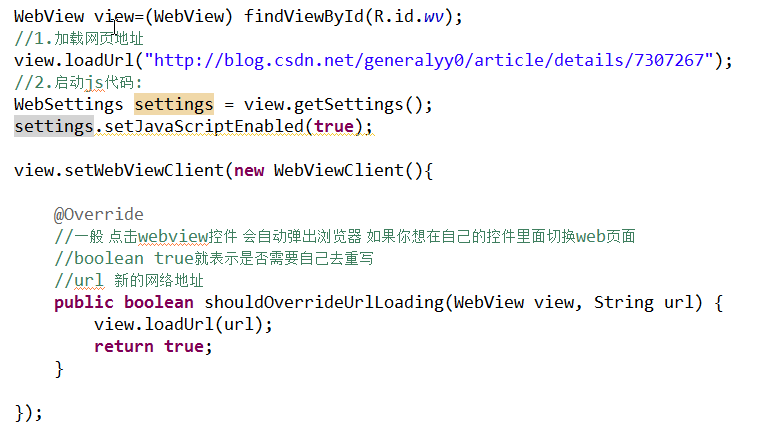 WebView view=(WebView) findViewById(R.id.wv);
//1.加载网页地址
view.loadUrl("http://blog.csdn.net/generalyy0/article/details/7307267");
//2.启动js代码:
WebSettings settings = view.getSettings();
settings.setJavaScriptEnabled(true);
view.setWebViewClient(new WebViewClient(){
@Override
//一般 点击webview控件 会自动弹出浏览器 如果你想在自己的控件里面切换web页面
//boolean true就表示是否需要自己去重写
//url 新的网络地址
public boolean shouldOverrideUrlLoading(WebView view, String url) {
view.loadUrl(url);
return true;
}
});